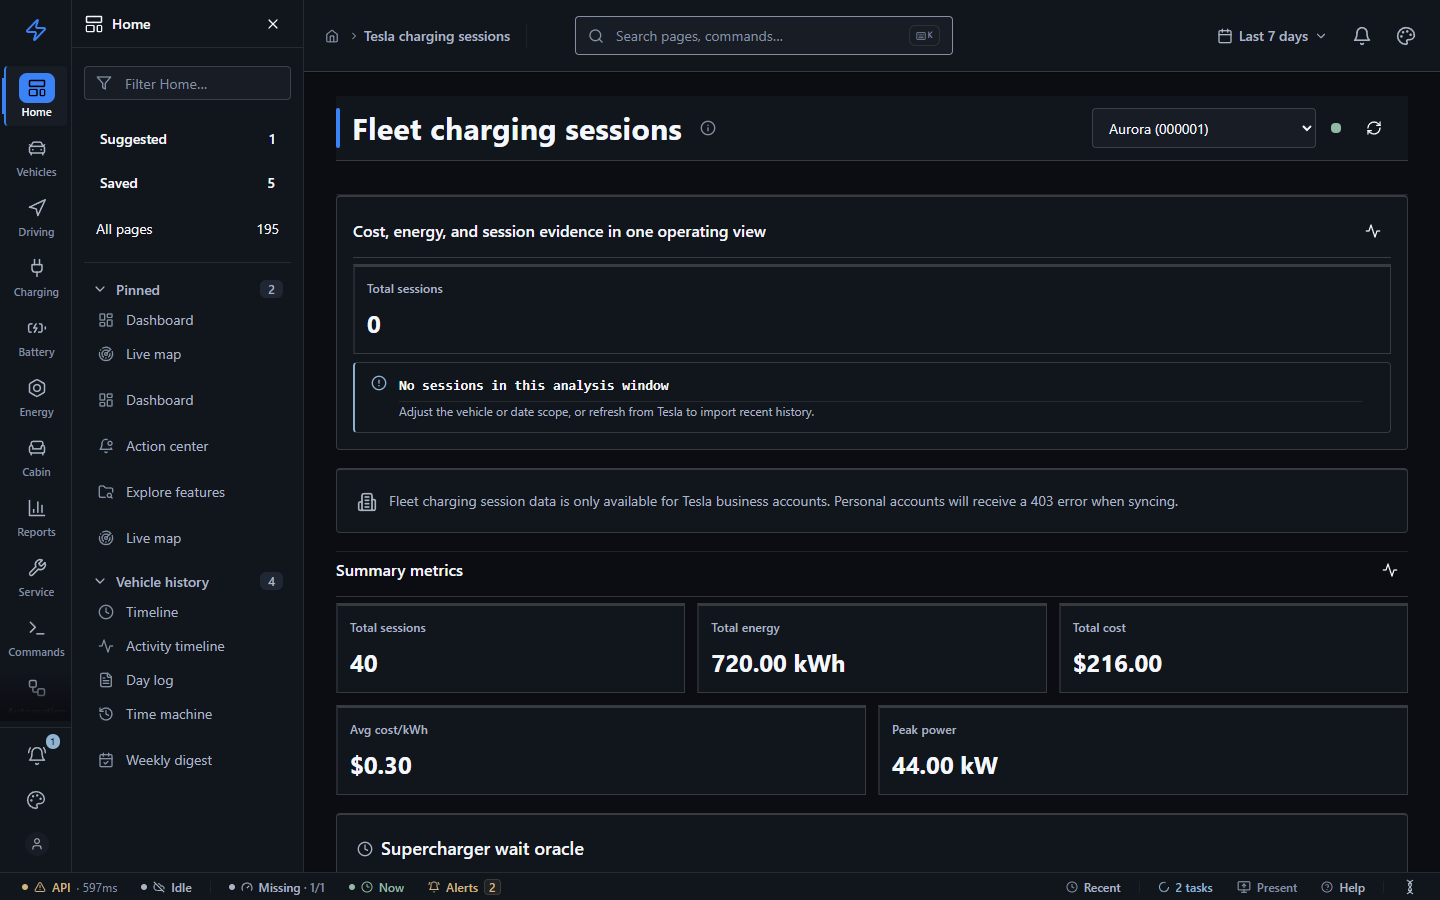 Home
Vehicles
Driving
Charging
Battery
Energy
Cabin
Reports
Service
Commands
1
Home
Filter Home...
Suggested 1
Saved 5
All pages 195
Pinned 2
Dashboard
Live map
Dashboard
Action center
Explore features
Live map
Vehicle history 4
Timeline
Activity timeline
Day log
Time machine
Weekly digest
Tesla charging sessions
Search pages, commands...
K
Last 7 days
Fleet charging sessions
Aurora (000001)
Cost, energy, and session evidence in one operating view
Total sessions
0
No sessions in this analysis window
Adjust the vehicle or date scope, or refresh from Tesla to import recent history.
Fleet charging session data is only available for Tesla business accounts. Personal accounts will receive a 403 error when syncing.
Summary metrics
Total sessions
40
Total energy
720.00 kWh
Total cost
$216.00
Avg cost/kWh
$0.30
Peak power
44.00 kW
Supercharger wait oracle
API · 597ms
Idle
Missing · 1/1
Now
Alerts 2
Recent
2 tasks
Present
Help